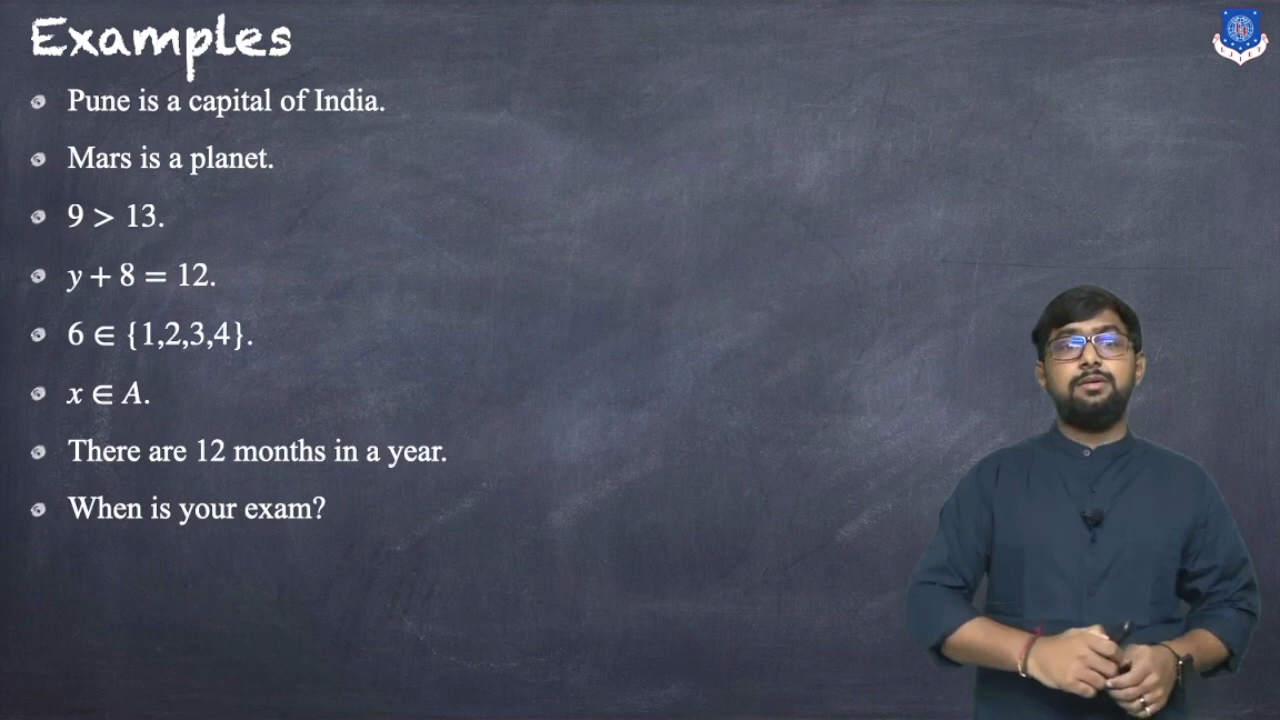 Examples
Pune is a capital of India.
Mars is a planet.
9 > 13.
y + 8 = 12.
6 ∈ {1,2,3,4}.
x ∈ A.
There are 12 months in a year.
When is your exam?